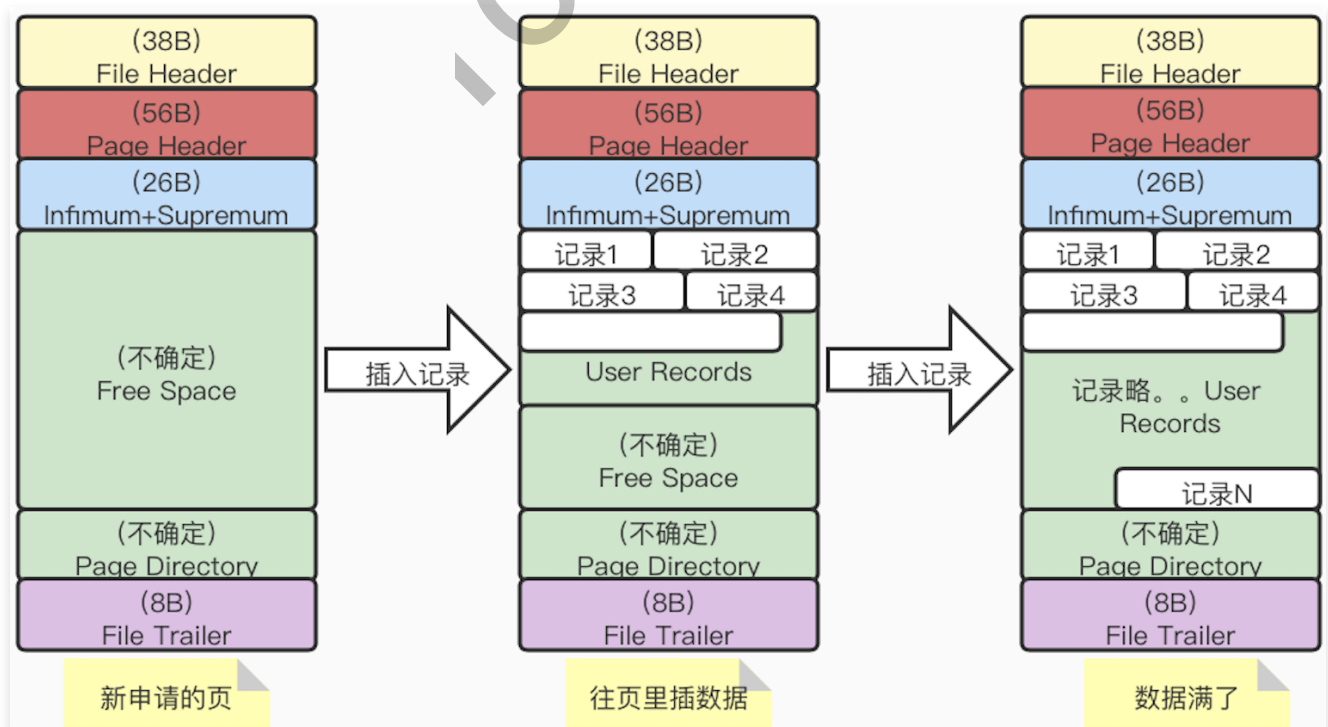 (38B)
File Header
(56B)
Page Header
(26B)
Infimum+Supremum
(不确定)
Free Space
(不确定)
Page Directory
(8B)
File Trailer
新申请的页
插入记录
(38B)
File Header
(56B)
Page Header
(26B)
Infimum+Supremum
记录1
记录2
记录3
记录4
User Records
(不确定)
Free Space
(不确定)
Page Directory
(8B)
File Trailer
往页里插数据
插入记录
(38B)
File Header
(56B)
Page Header
(26B)
Infimum+Supremum
记录1
记录2
记录3
记录4
记录略。。User
Records
记录N
(不确定)
Page Directory
(8B)
File Trailer
数据满了